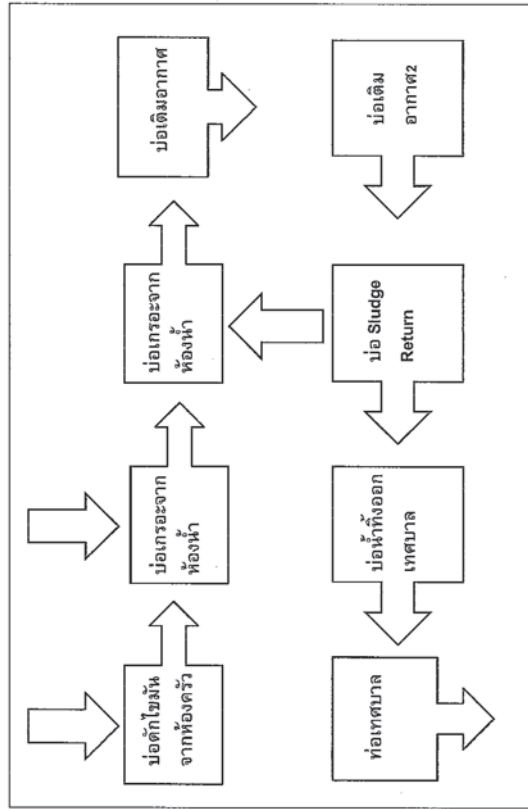 บ่อดักไขมัน
จากห้องครัว
บ่อเกรอะจาก
ห้องน้ำ
บ่อเกรอะจาก
ห้องน้ำ
บ่อเติมอากาศ
บ่อเติม
อากาศ2
บ่อ Sludge
Return
บ่อน้ำทิ้งออก
เทศบาล
ท่อเทศบาล